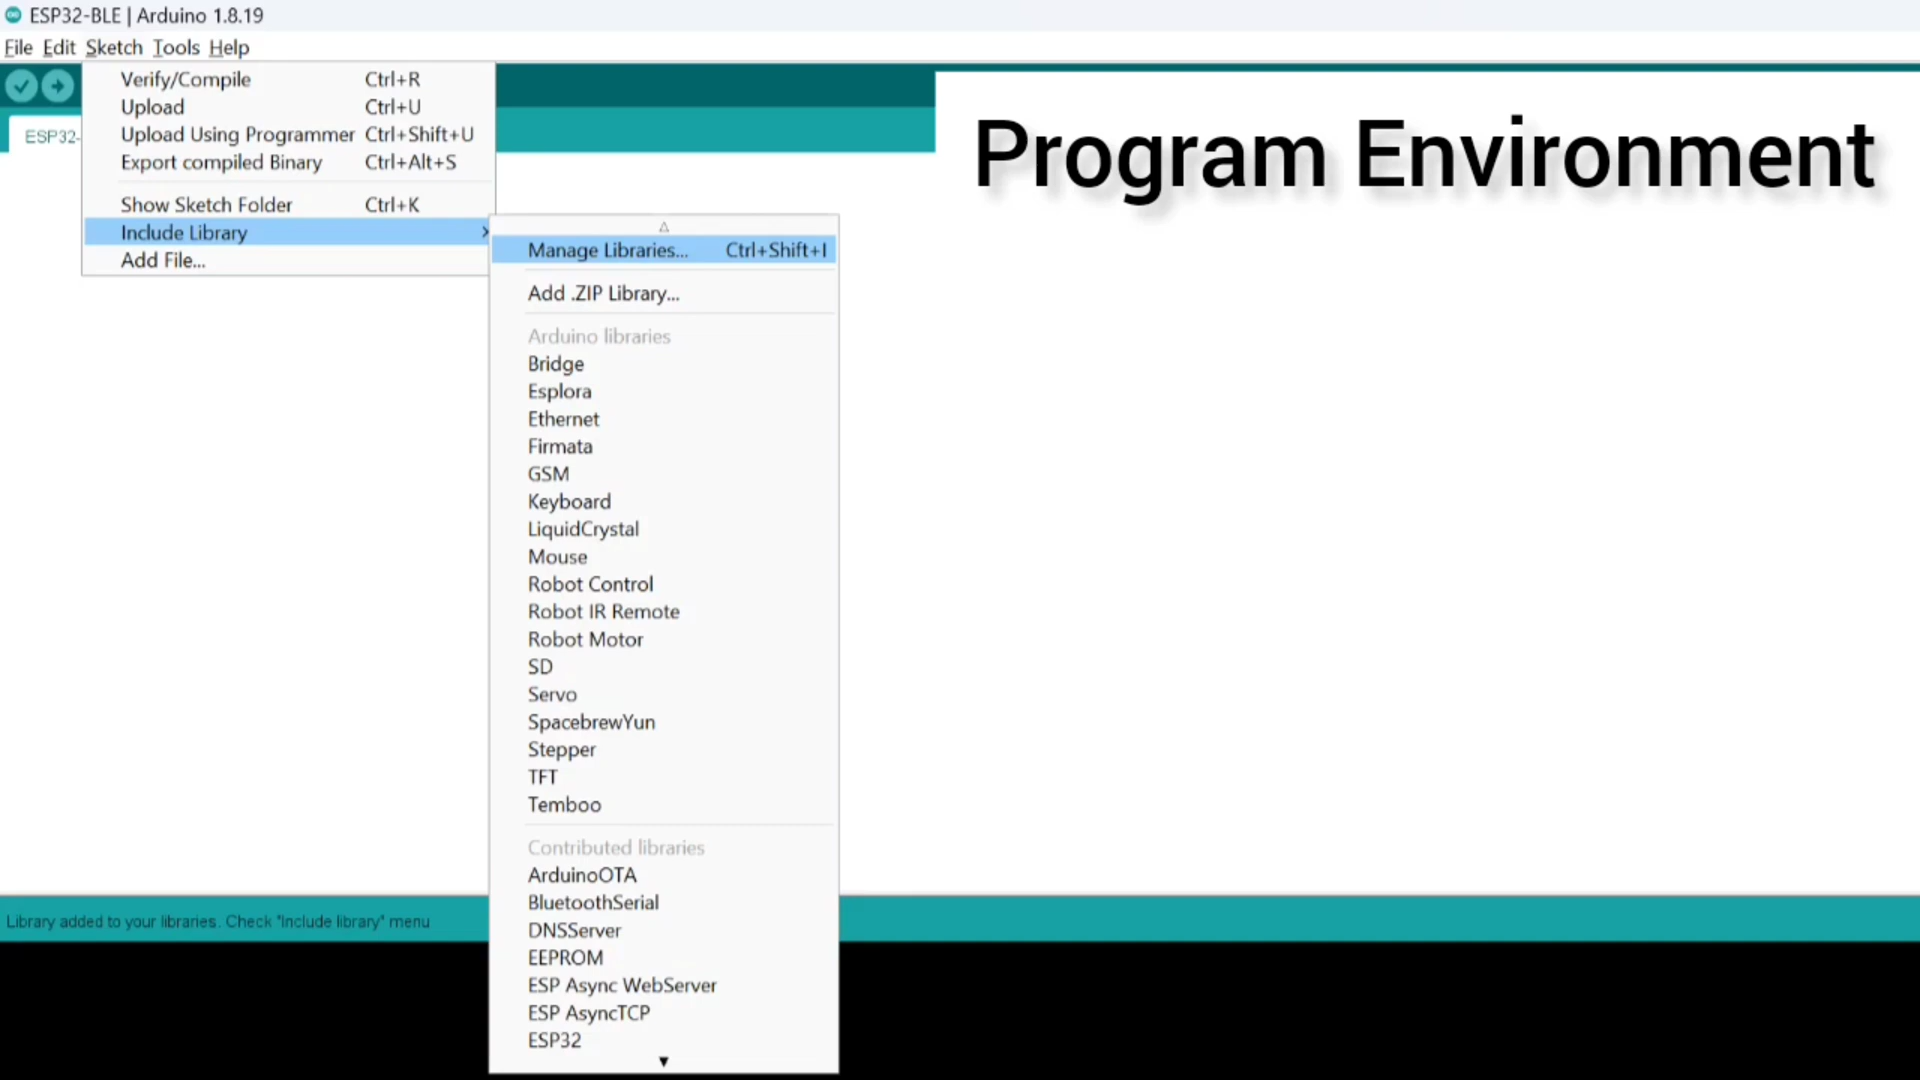 ESP32-BLE | Arduino 1.8.19
File Edit Sketch Tools Help
Program Environment
ESP32-
Verify/Compile Ctrl+R
Upload Ctrl+U
Upload Using Programmer Ctrl+Shift+U
Export compiled Binary Ctrl+Alt+S
Show Sketch Folder Ctrl+K
Include Library
Add File...
Manage Libraries... Ctrl+Shift+I
Add .ZIP Library...
Arduino libraries
Bridge
Esplora
Ethernet
Firmata
GSM
Keyboard
LiquidCrystal
Mouse
Robot Control
Robot IR Remote
Robot Motor
SD
Servo
SpacebrewYun
Stepper
TFT
Temboo
Contributed libraries
ArduinoOTA
BluetoothSerial
DNSServer
EEPROM
ESP Async WebServer
ESP AsyncTCP
ESP32
Library added to your libraries. Check "Include library" menu